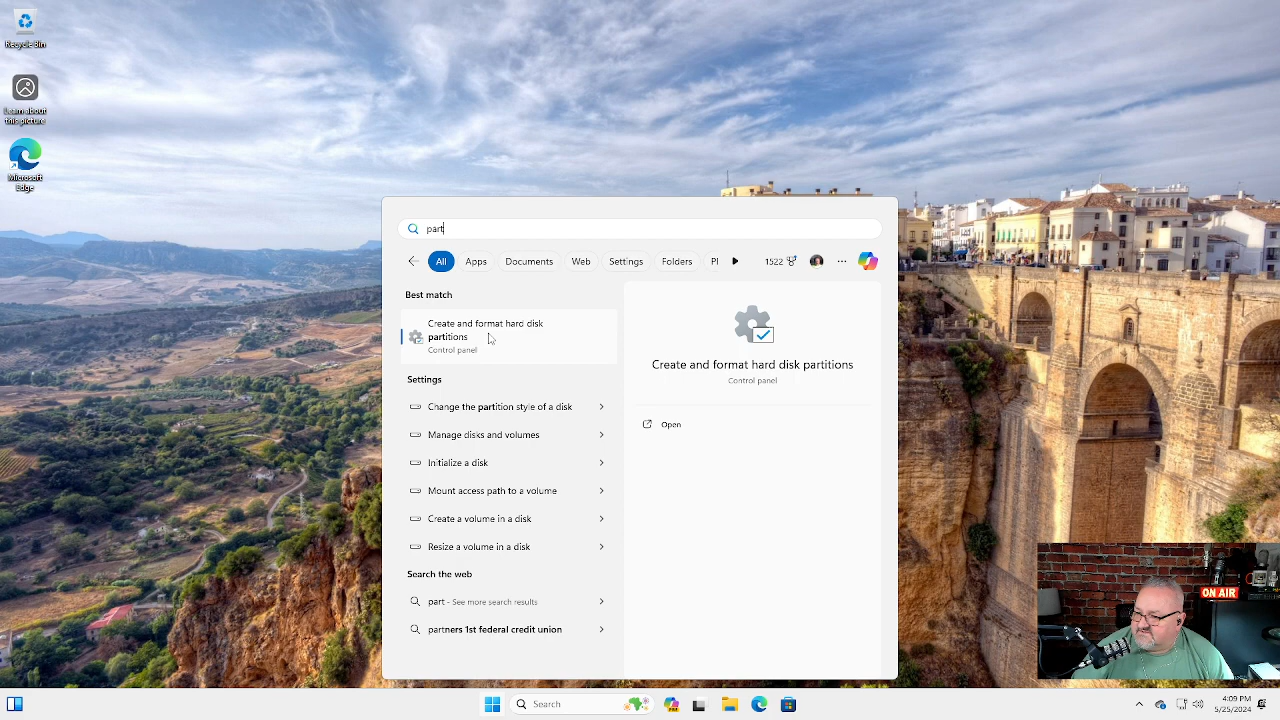 Recycle Bin
Learn about
this picture
Microsoft
Edge
part
All
Apps
Documents
Web
Settings
Folders
1522
Best match
Create and format hard disk
partitions
Control panel
Create and format hard disk partitions
Control panel
Open
Settings
Change the partition style of a disk
Manage disks and volumes
Initialize a disk
Mount access path to a volume
Create a volume in a disk
Resize a volume in a disk
Search the web
part - See more search results
partners 1st federal credit union
ON AIR
Search
4:09 PM
5/25/2024